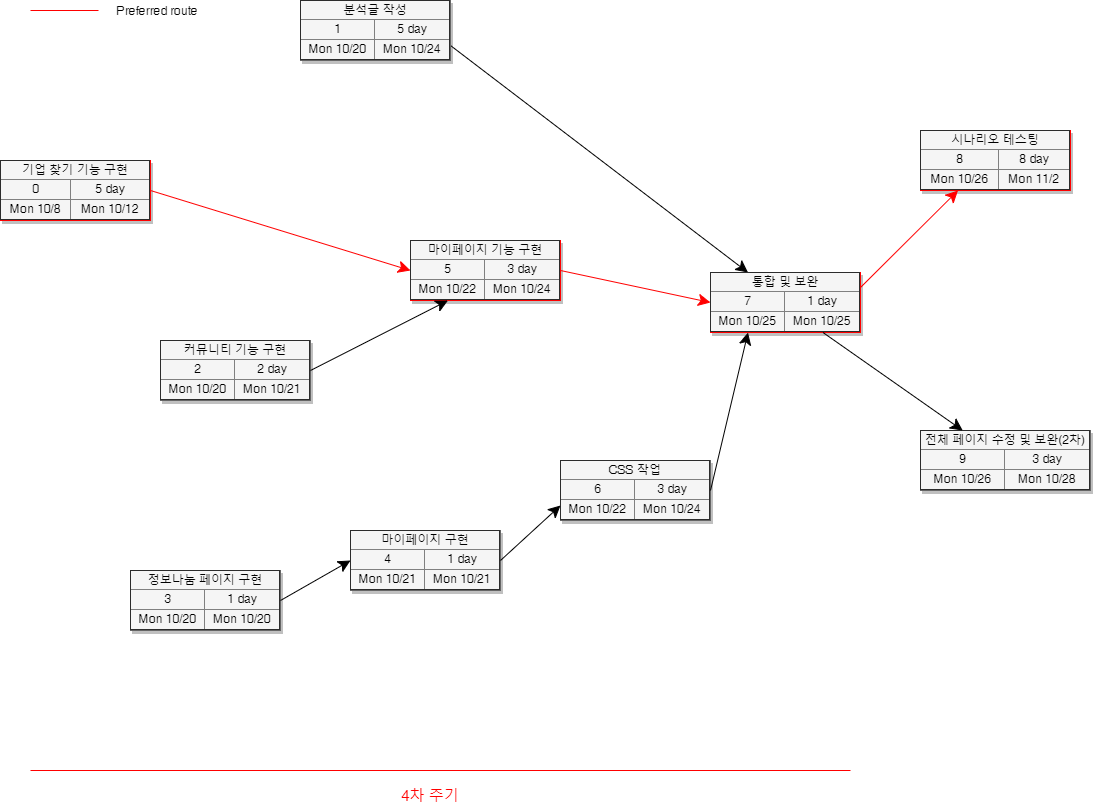 Preferred route
분석글 작성
1 5 day
Mon 10/20 Mon 10/24
시나리오 테스팅
8 8 day
Mon 10/26 Mon 11/2
기업 찾기 기능 구현
0 5 day
Mon 10/8 Mon 10/12
마이페이지 기능 구현
5 3 day
Mon 10/22 Mon 10/24
통합 및 보완
7 1 day
Mon 10/25 Mon 10/25
커뮤니티 기능 구현
2 2 day
Mon 10/20 Mon 10/21
전체 페이지 수정 및 보완(2차)
9 3 day
Mon 10/26 Mon 10/28
CSS 작업
6 3 day
Mon 10/22 Mon 10/24
마이페이지 구현
4 1 day
Mon 10/21 Mon 10/21
정보나눔 페이지 구현
3 1 day
Mon 10/20 Mon 10/20
4차 주기